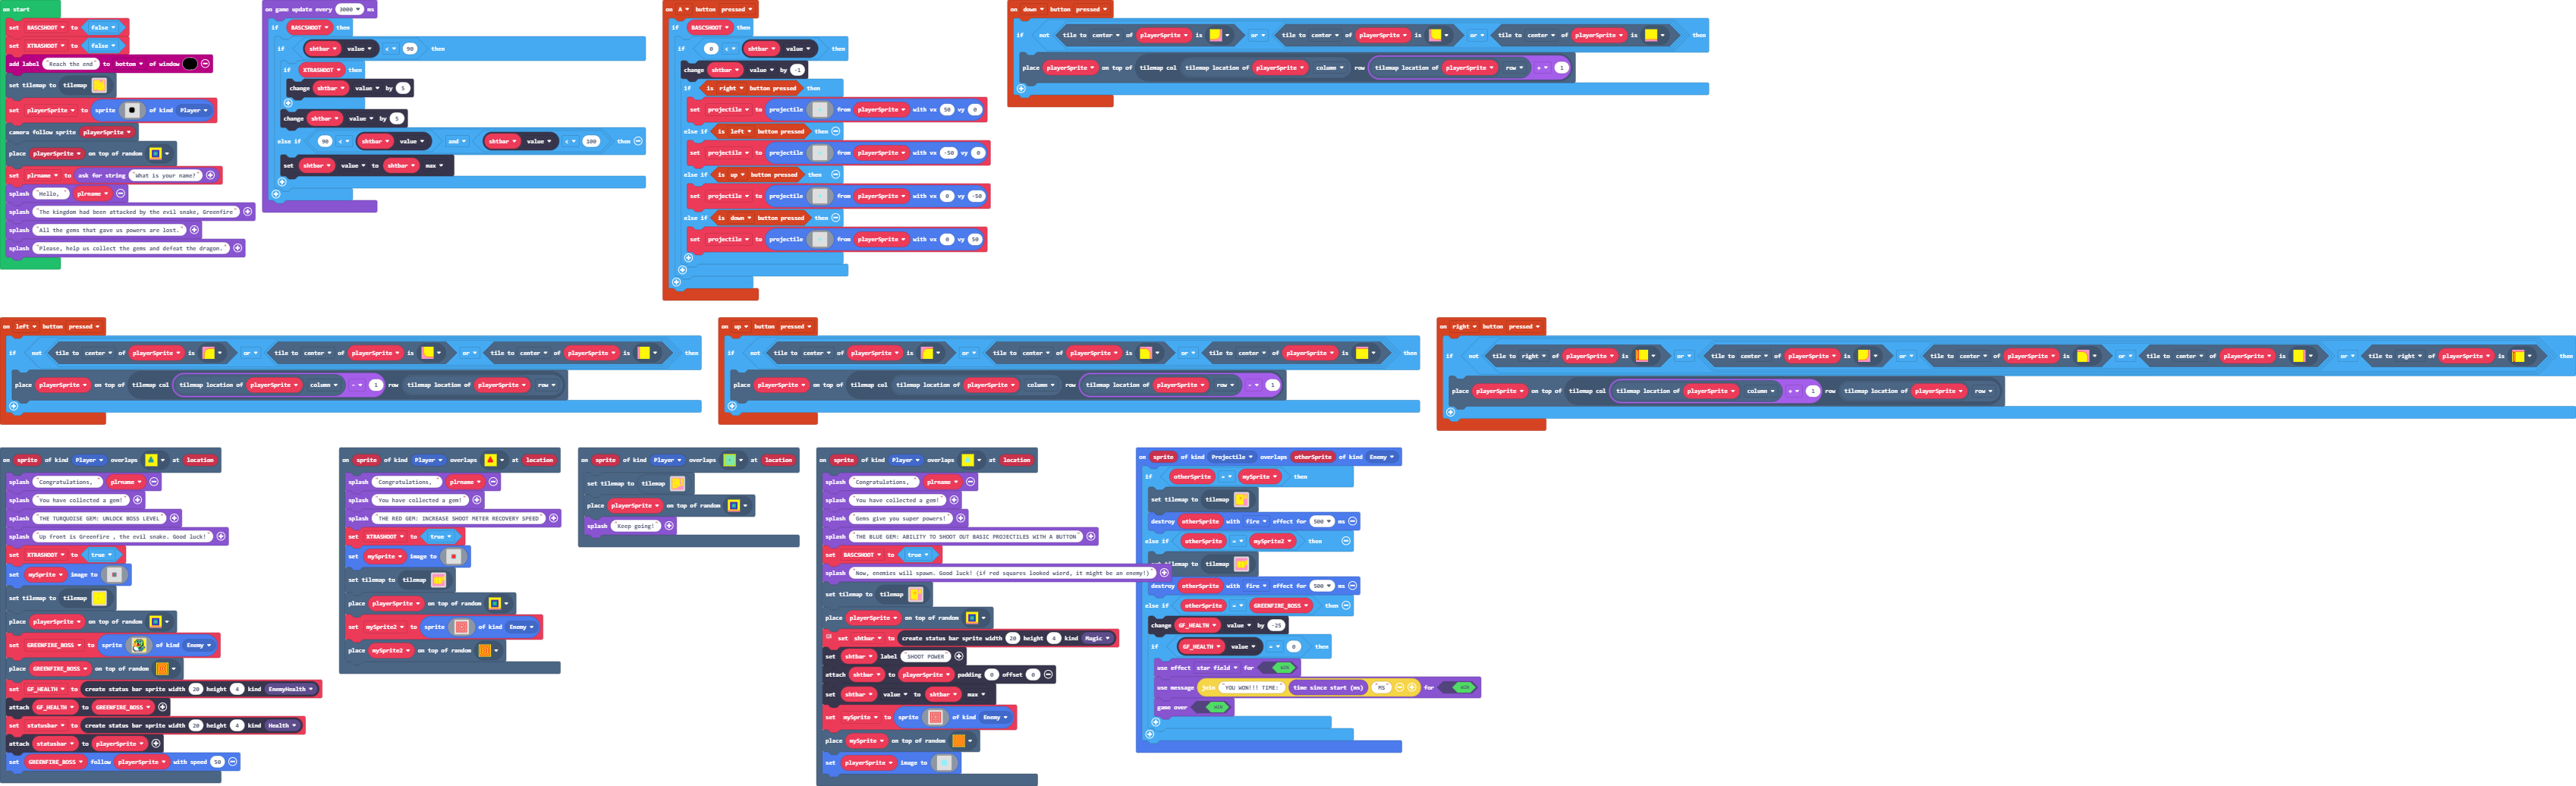 on start
set BASCSHOOT to false
set XTRASHOOT to false
add label "Reach the end" to bottom of window
set tilemap to tilemap
set playerSprite to sprite of kind Player
camera follow sprite playerSprite
place playerSprite on top of random
set plrname to ask for string "What is your name?"
splash "Hello, " plrname
splash "The kingdom had been attacked by the evil snake, Greenfire"
splash "All the gems that gave us powers are lost."
splash "Please, help us collect the gems and defeat the dragon."
on game update every 3000 ms
if BASCSHOOT then
if shtbar value < 90 then
if XTRASHOOT then
change shtbar value by 5
change shtbar value by 5
else if 90 < shtbar value and shtbar value < 100 then
set shtbar value to shtbar max
on A button pressed
if BASCSHOOT then
if 0 < shtbar value then
change shtbar value by -1
if is right button pressed then
set projectile to projectile from playerSprite with vx 50 vy 0
else if is left button pressed then
set projectile to projectile from playerSprite with vx -50 vy 0
else if is up button pressed then
set projectile to projectile from playerSprite with vx 0 vy -50
else if is down button pressed then
set projectile to projectile from playerSprite with vx 0 vy 50
on down button pressed
if not tile to center of playerSprite is or tile to center of playerSprite is or tile to center of playerSprite is then
place playerSprite on top of tilemap col tilemap location of playerSprite column row tilemap location of playerSprite row + 1
on left button pressed
if not tile to center of playerSprite is or tile to center of playerSprite is or tile to center of playerSprite is then
place playerSprite on top of tilemap col tilemap location of playerSprite column - 1 row tilemap location of playerSprite row
on up button pressed
if not tile to center of playerSprite is or tile to center of playerSprite is or tile to center of playerSprite is then
place playerSprite on top of tilemap col tilemap location of playerSprite column row tilemap location of playerSprite row - 1
on right button pressed
if not tile to right of playerSprite is or tile to center of playerSprite is or tile to center of playerSprite is or tile to center of playerSprite is or tile to right of playerSprite is then
place playerSprite on top of tilemap col tilemap location of playerSprite column + 1 row tilemap location of playerSprite row
on sprite of kind Player overlaps at location
splash "Congratulations, " plrname
splash "You have collected a gem!"
splash "THE TURQUOISE GEM: UNLOCK BOSS LEVEL"
splash "Up front is Greenfire , the evil snake. Good luck!"
set XTRASHOOT to true
set mySprite image to
set tilemap to tilemap
place playerSprite on top of random
set GREENFIRE_BOSS to sprite of kind Enemy
place GREENFIRE_BOSS on top of random
set GF_HEALTH to create status bar sprite width 20 height 4 kind EnemyHealth
attach GF_HEALTH to GREENFIRE_BOSS
set statusbar to create status bar sprite width 20 height 4 kind Health
attach statusbar to playerSprite
set GREENFIRE_BOSS follow playerSprite with speed 50
on sprite of kind Player overlaps at location
splash "Congratulations, " plrname
splash "You have collected a gem!"
splash "THE RED GEM: INCREASE SHOOT METER RECOVERY SPEED"
set XTRASHOOT to true
set mySprite image to
set tilemap to tilemap
place playerSprite on top of random
set mySprite2 to sprite of kind Enemy
place mySprite2 on top of random
on sprite of kind Player overlaps at location
set tilemap to tilemap
place playerSprite on top of random
splash "Keep going!"
on sprite of kind Player overlaps at location
splash "Congratulations, " plrname
splash "You have collected a gem!"
splash "Gems give you super powers!"
splash "THE BLUE GEM: ABILITY TO SHOOT OUT BASIC PROJECTILES WITH A BUTTON"
set BASCSHOOT to true
splash "Now, enemies will spawn. Good luck! (if red squares looked wierd, it might be an enemy!)"
set tilemap to tilemap
place playerSprite on top of random
set shtbar to create status bar sprite width 20 height 4 kind Magic
set shtbar label "SHOOT POWER"
attach shtbar to playerSprite padding 0 offset 0
set shtbar value to shtbar max
set mySprite to sprite of kind Enemy
place mySprite on top of random
set playerSprite image to
on sprite of kind Projectile overlaps otherSprite of kind Enemy
if otherSprite = mySprite then
set tilemap to tilemap
destroy otherSprite with fire effect for 500 ms
else if otherSprite = mySprite2 then
tilemap to tilemap
destroy otherSprite with fire effect for 500 ms
else if otherSprite = GREENFIRE_BOSS then
change GF_HEALTH value by -25
if GF_HEALTH value = 0 then
use effect star field for WIN
use message join "YOU WON!!! TIME:" time since start (ms) "MS" for WIN
game over WIN